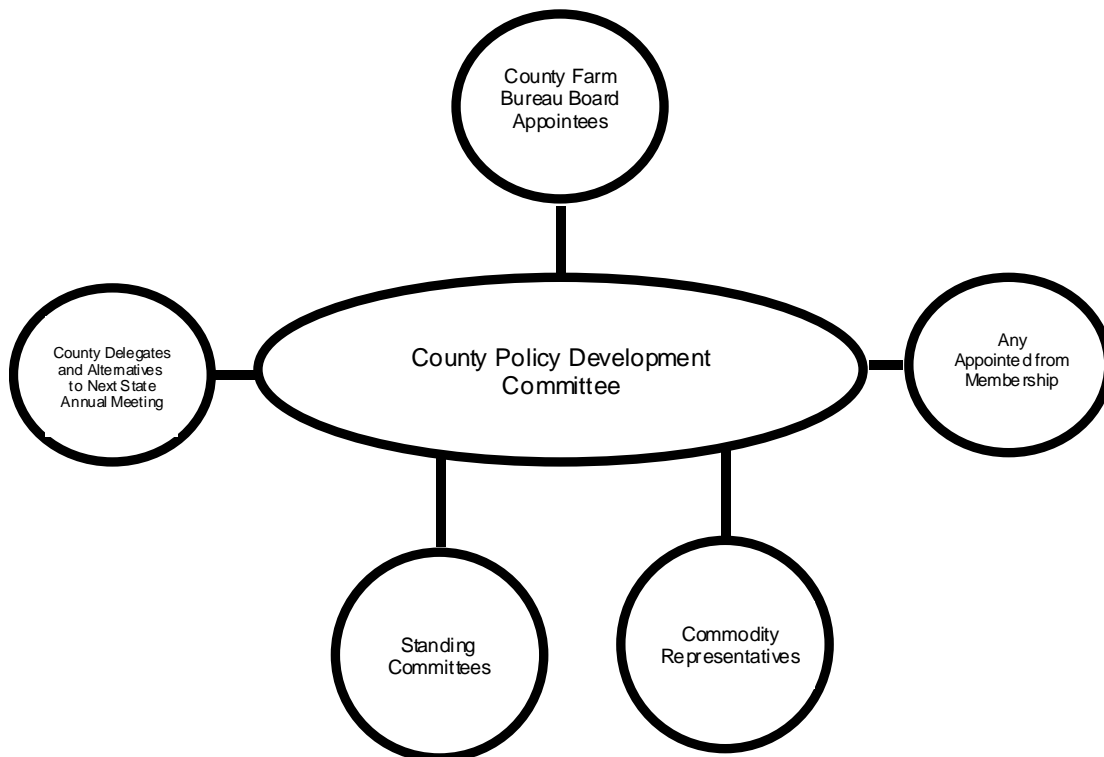 County Farm
Bureau Board
Appointees
County Policy Development
Committee
County Delegates
and Alternatives
to Next State
Annual Meeting
Any
Appointed from
Membership
Standing
Committees
Commodity
Representatives